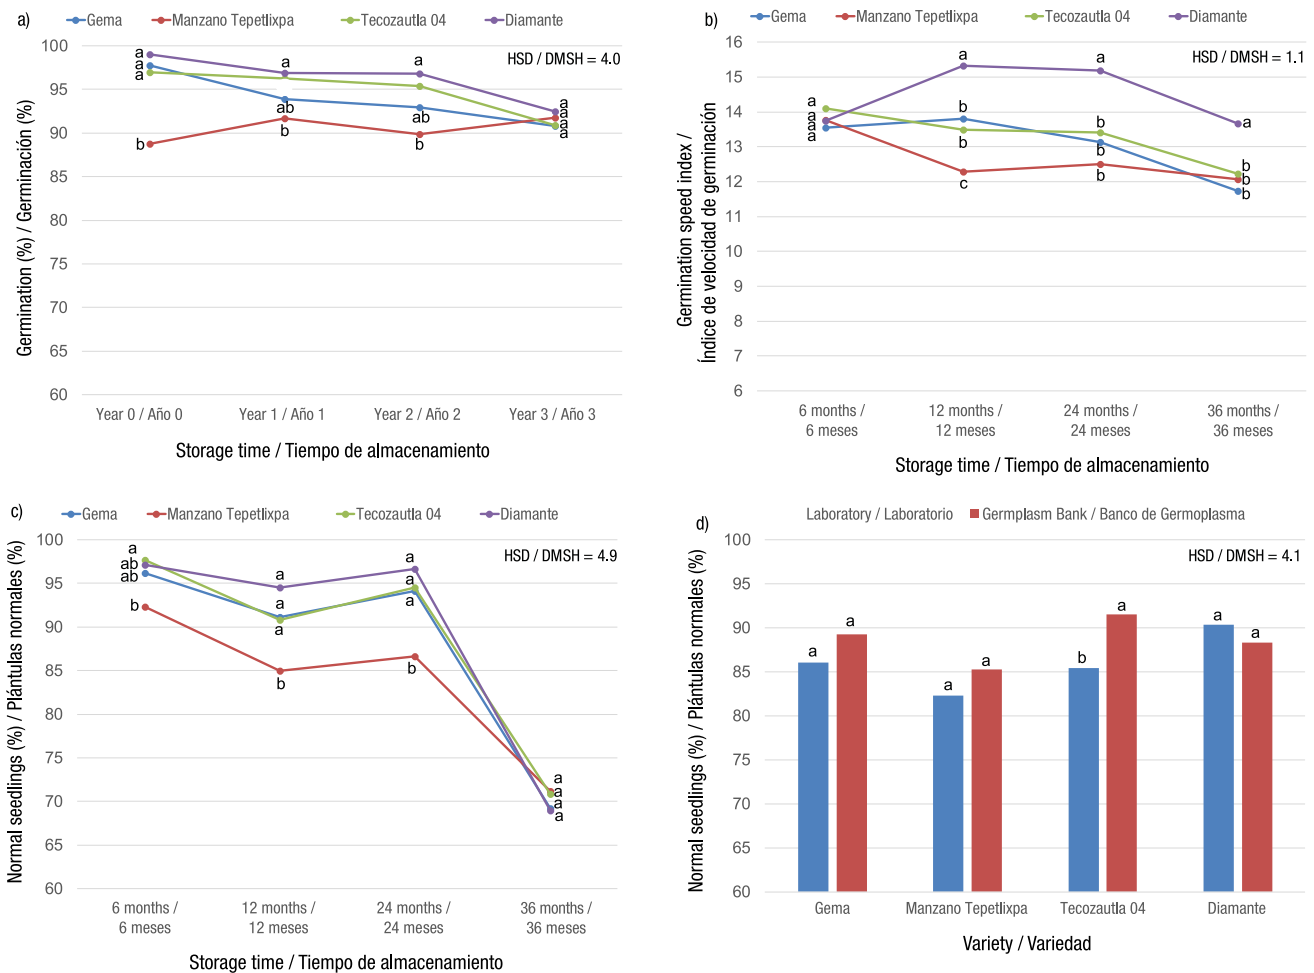 a)
Gema
Manzano Tepetlixpa
Tecozautla 04
Diamante
HSD / DMSH = 4.0
Germination (%) / Germinación (%)
100
95
90
85
80
75
70
65
60
a
a
a
b
a
ab
b
a
ab
b
a
a
a
a
Year 0 / Año 0
Year 1 / Año 1
Year 2 / Año 2
Year 3 / Año 3
Storage time / Tiempo de almacenamiento
b)
Gema
Manzano Tepetlixpa
Tecozautla 04
Diamante
HSD / DMSH = 1.1
Germination speed index /
Índice de velocidad de germinación
16
15
14
13
12
11
10
9
8
7
6
a
a
a
a
a
b
b
c
a
b
b
b
a
b
b
b
6 months /
6 meses
12 months /
12 meses
24 months /
24 meses
36 months /
36 meses
Storage time / Tiempo de almacenamiento
c)
Gema
Manzano Tepetlixpa
Tecozautla 04
Diamante
HSD / DMSH = 4.9
Normal seedlings (%) / Plántulas normales (%)
100
95
90
85
80
75
70
65
60
a
ab
ab
b
a
a
a
b
a
a
a
b
a
a
a
a
6 months /
6 meses
12 months /
12 meses
24 months /
24 meses
36 months /
36 meses
Storage time / Tiempo de almacenamiento
d)
Laboratory / Laboratorio
Germplasm Bank / Banco de Germoplasma
HSD / DMSH = 4.1
Normal seedlings (%) / Plántulas normales (%)
100
95
90
85
80
75
70
65
60
a
a
a
a
b
a
a
a
Gema
Manzano Tepetlixpa
Tecozautla 04
Diamante
Variety / Variedad